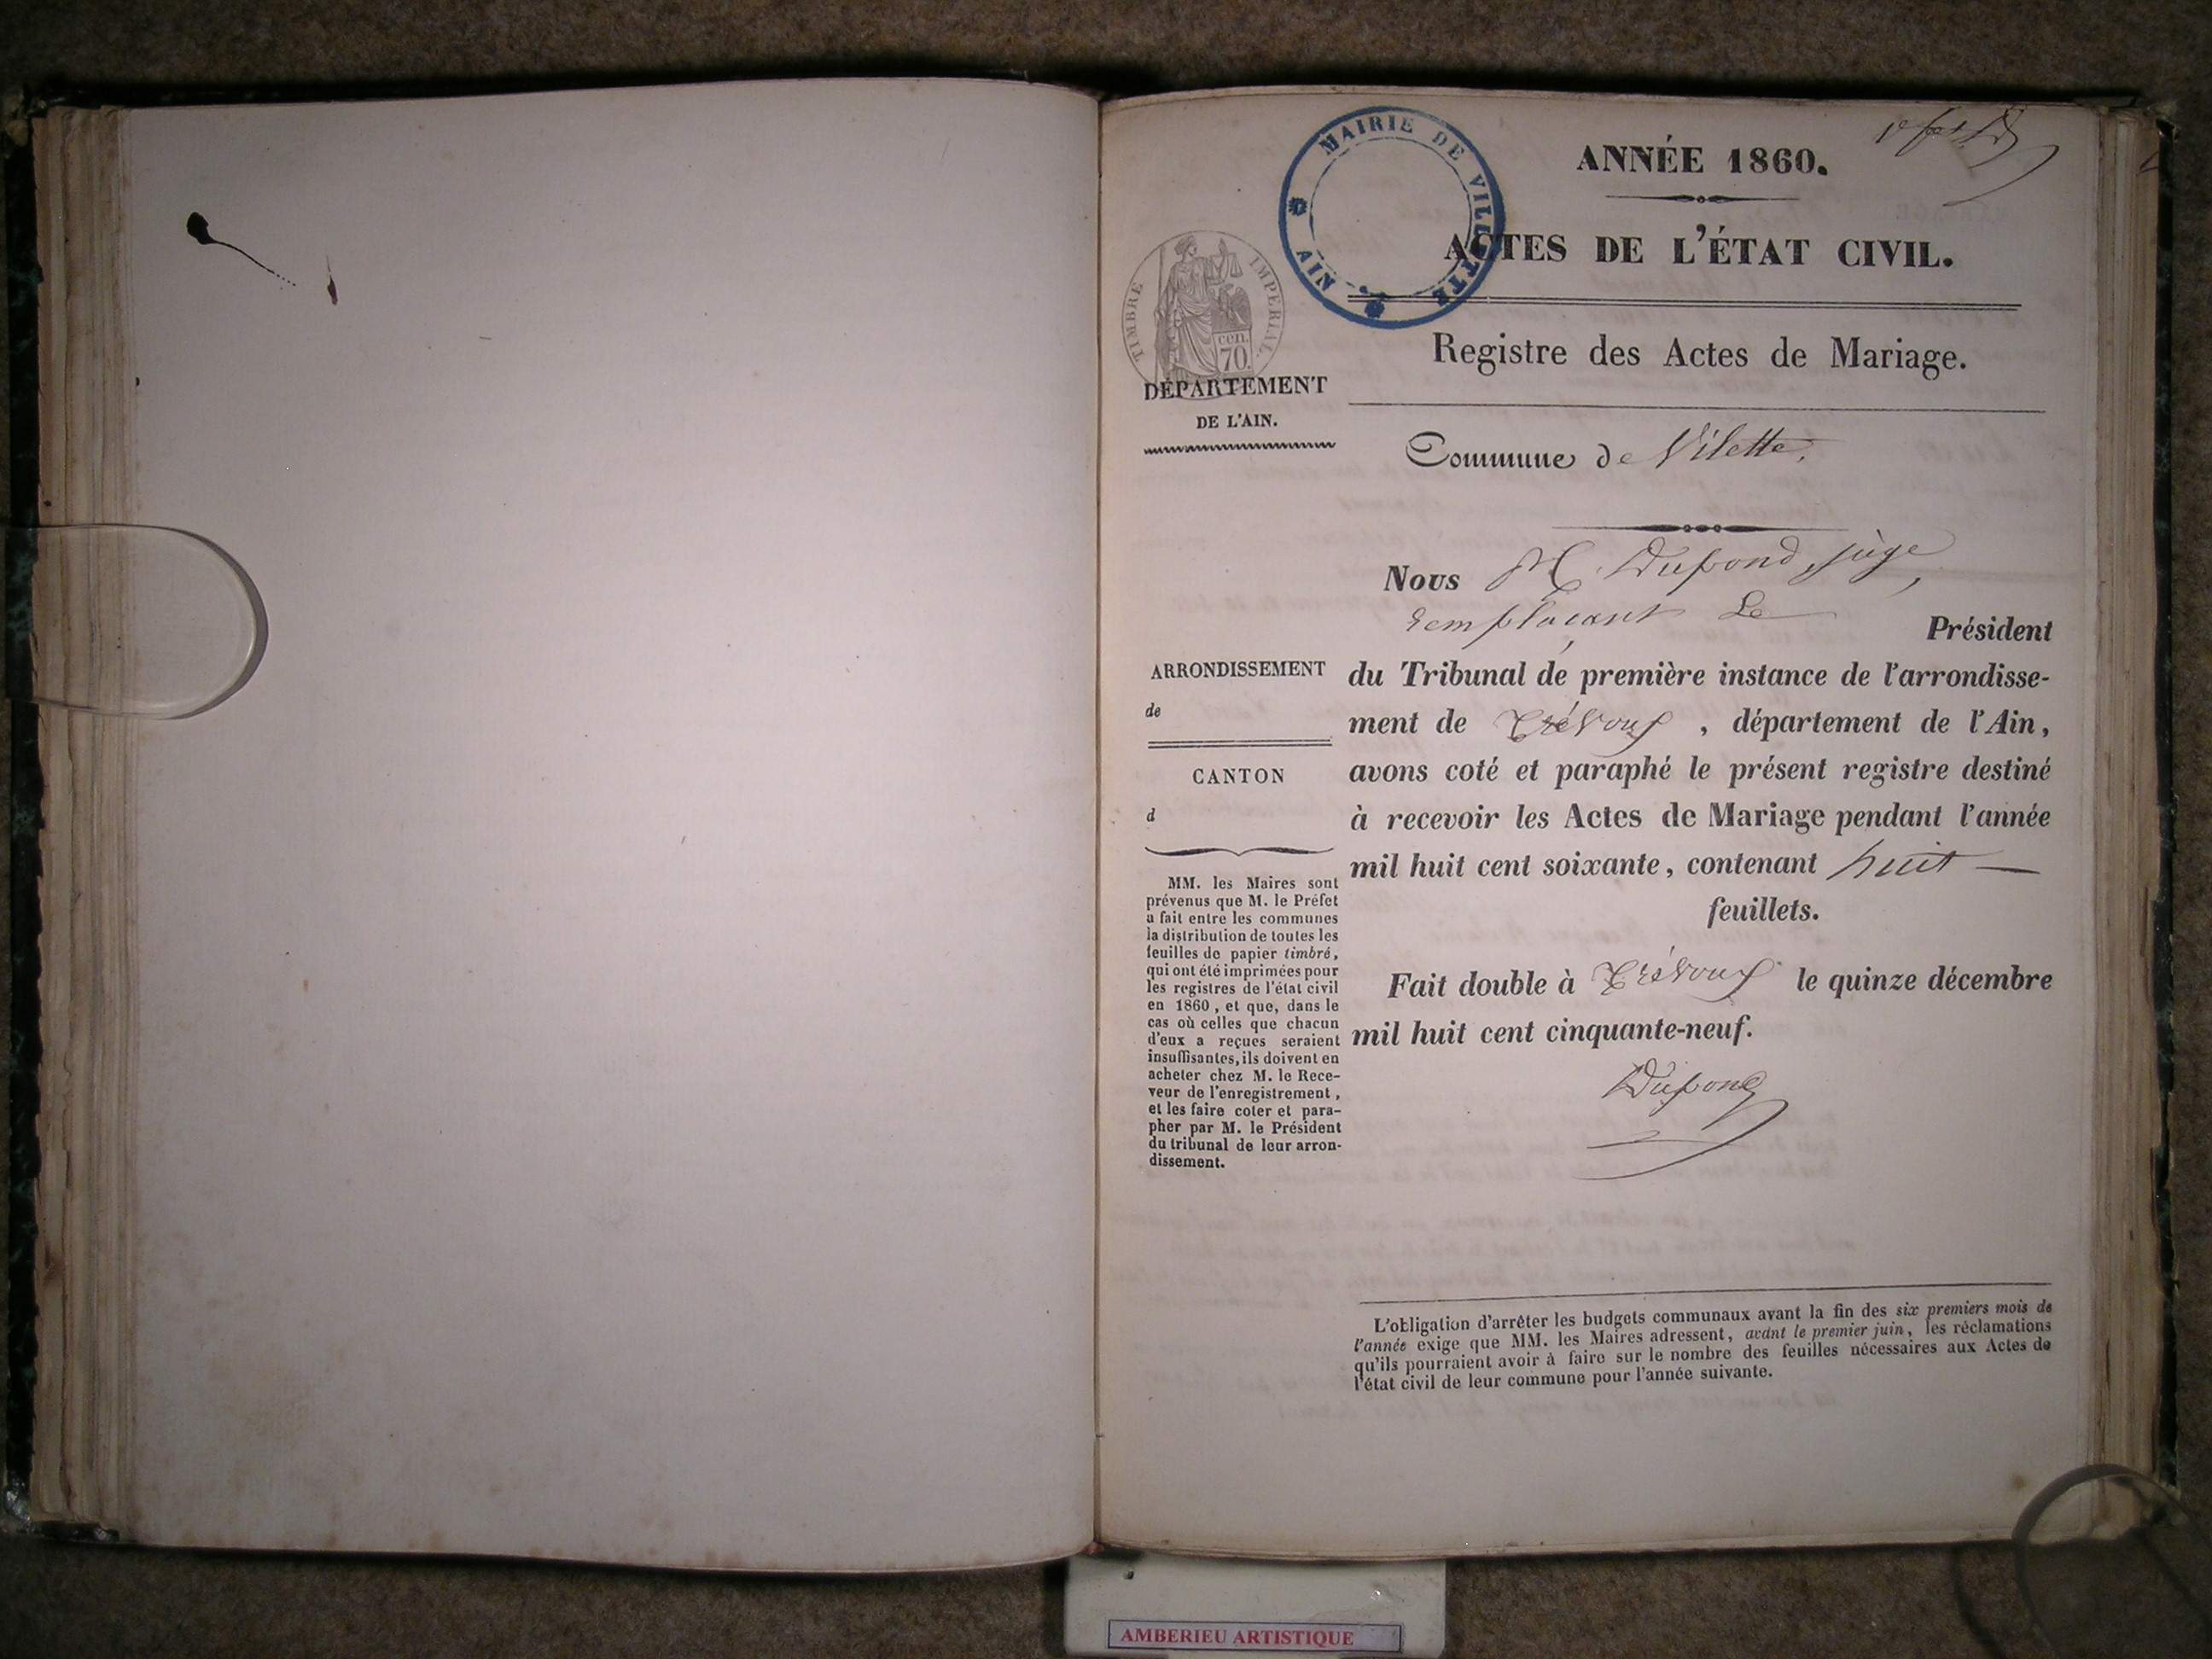 1er f
ANNÉE 1860.
MAIRIE DE VILLETTE
AIN
ACTES DE L'ÉTAT CIVIL.
TIMBRE IMPERIAL
cen.
70.
Registre des Actes de Mariage.
DÉPARTEMENT
DE L'AIN.
Commune de Vilette.
Nous M. Dupond, juge,
remplaçant Le
Président
du Tribunal de première instance de l'arrondisse-
ment de Trévoux, département de l'Ain,
avons coté et paraphé le présent registre destiné
à recevoir les Actes de Mariage pendant l'année
mil huit cent soixante, contenant huit —
feuillets.
Fait double à Trévoux le quinze décembre
mil huit cent cinquante-neuf.
Dupond
ARRONDISSEMENT
de
CANTON
d
MM. les Maires sont
prévenus que M. le Préfet
a fait entre les communes
la distribution de toutes les
feuilles de papier timbré,
qui ont été imprimées pour
les registres de l'état civil
en 1860, et que, dans le
cas où celles que chacun
d'eux a reçues seraient
insuffisantes, ils doivent en
acheter chez M. le Rece-
veur de l'enregistrement,
et les faire coter et para-
pher par M. le Président
du tribunal de leur arron-
dissement.
L'obligation d'arrêter les budgets communaux avant la fin des six premiers mois de
l'année exige que MM. les Maires adressent, avant le premier juin, les réclamations
qu'ils pourraient avoir à faire sur le nombre des feuilles nécessaires aux Actes de
l'état civil de leur commune pour l'année suivante.
AMBERIEU ARTISTIQUE